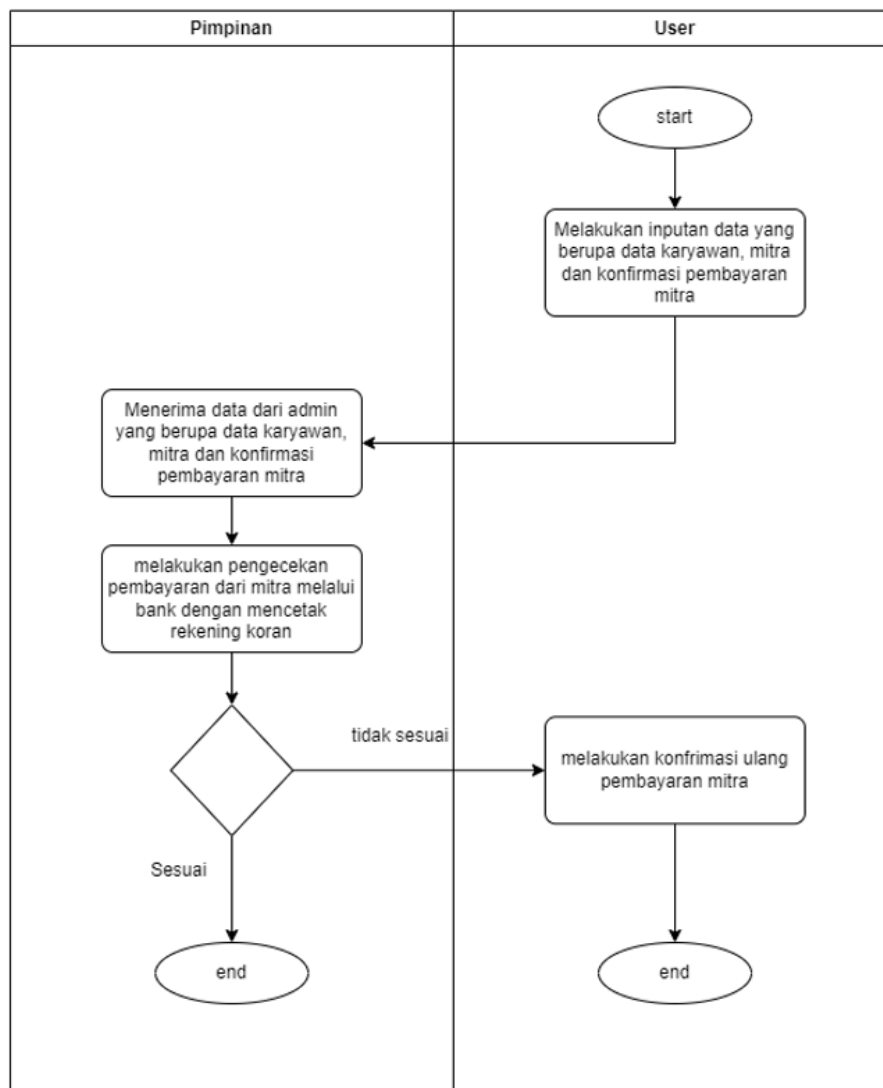 Pimpinan
User
start
Melakukan inputan data yang
berupa data karyawan, mitra
dan konfirmasi pembayaran
mitra
Menerima data dari admin
yang berupa data karyawan,
mitra dan konfirmasi
pembayaran mitra
melakukan pengecekan
pembayaran dari mitra melalui
bank dengan mencetak
rekening koran
tidak sesuai
melakukan konfrimasi ulang
pembayaran mitra
Sesuai
end
end